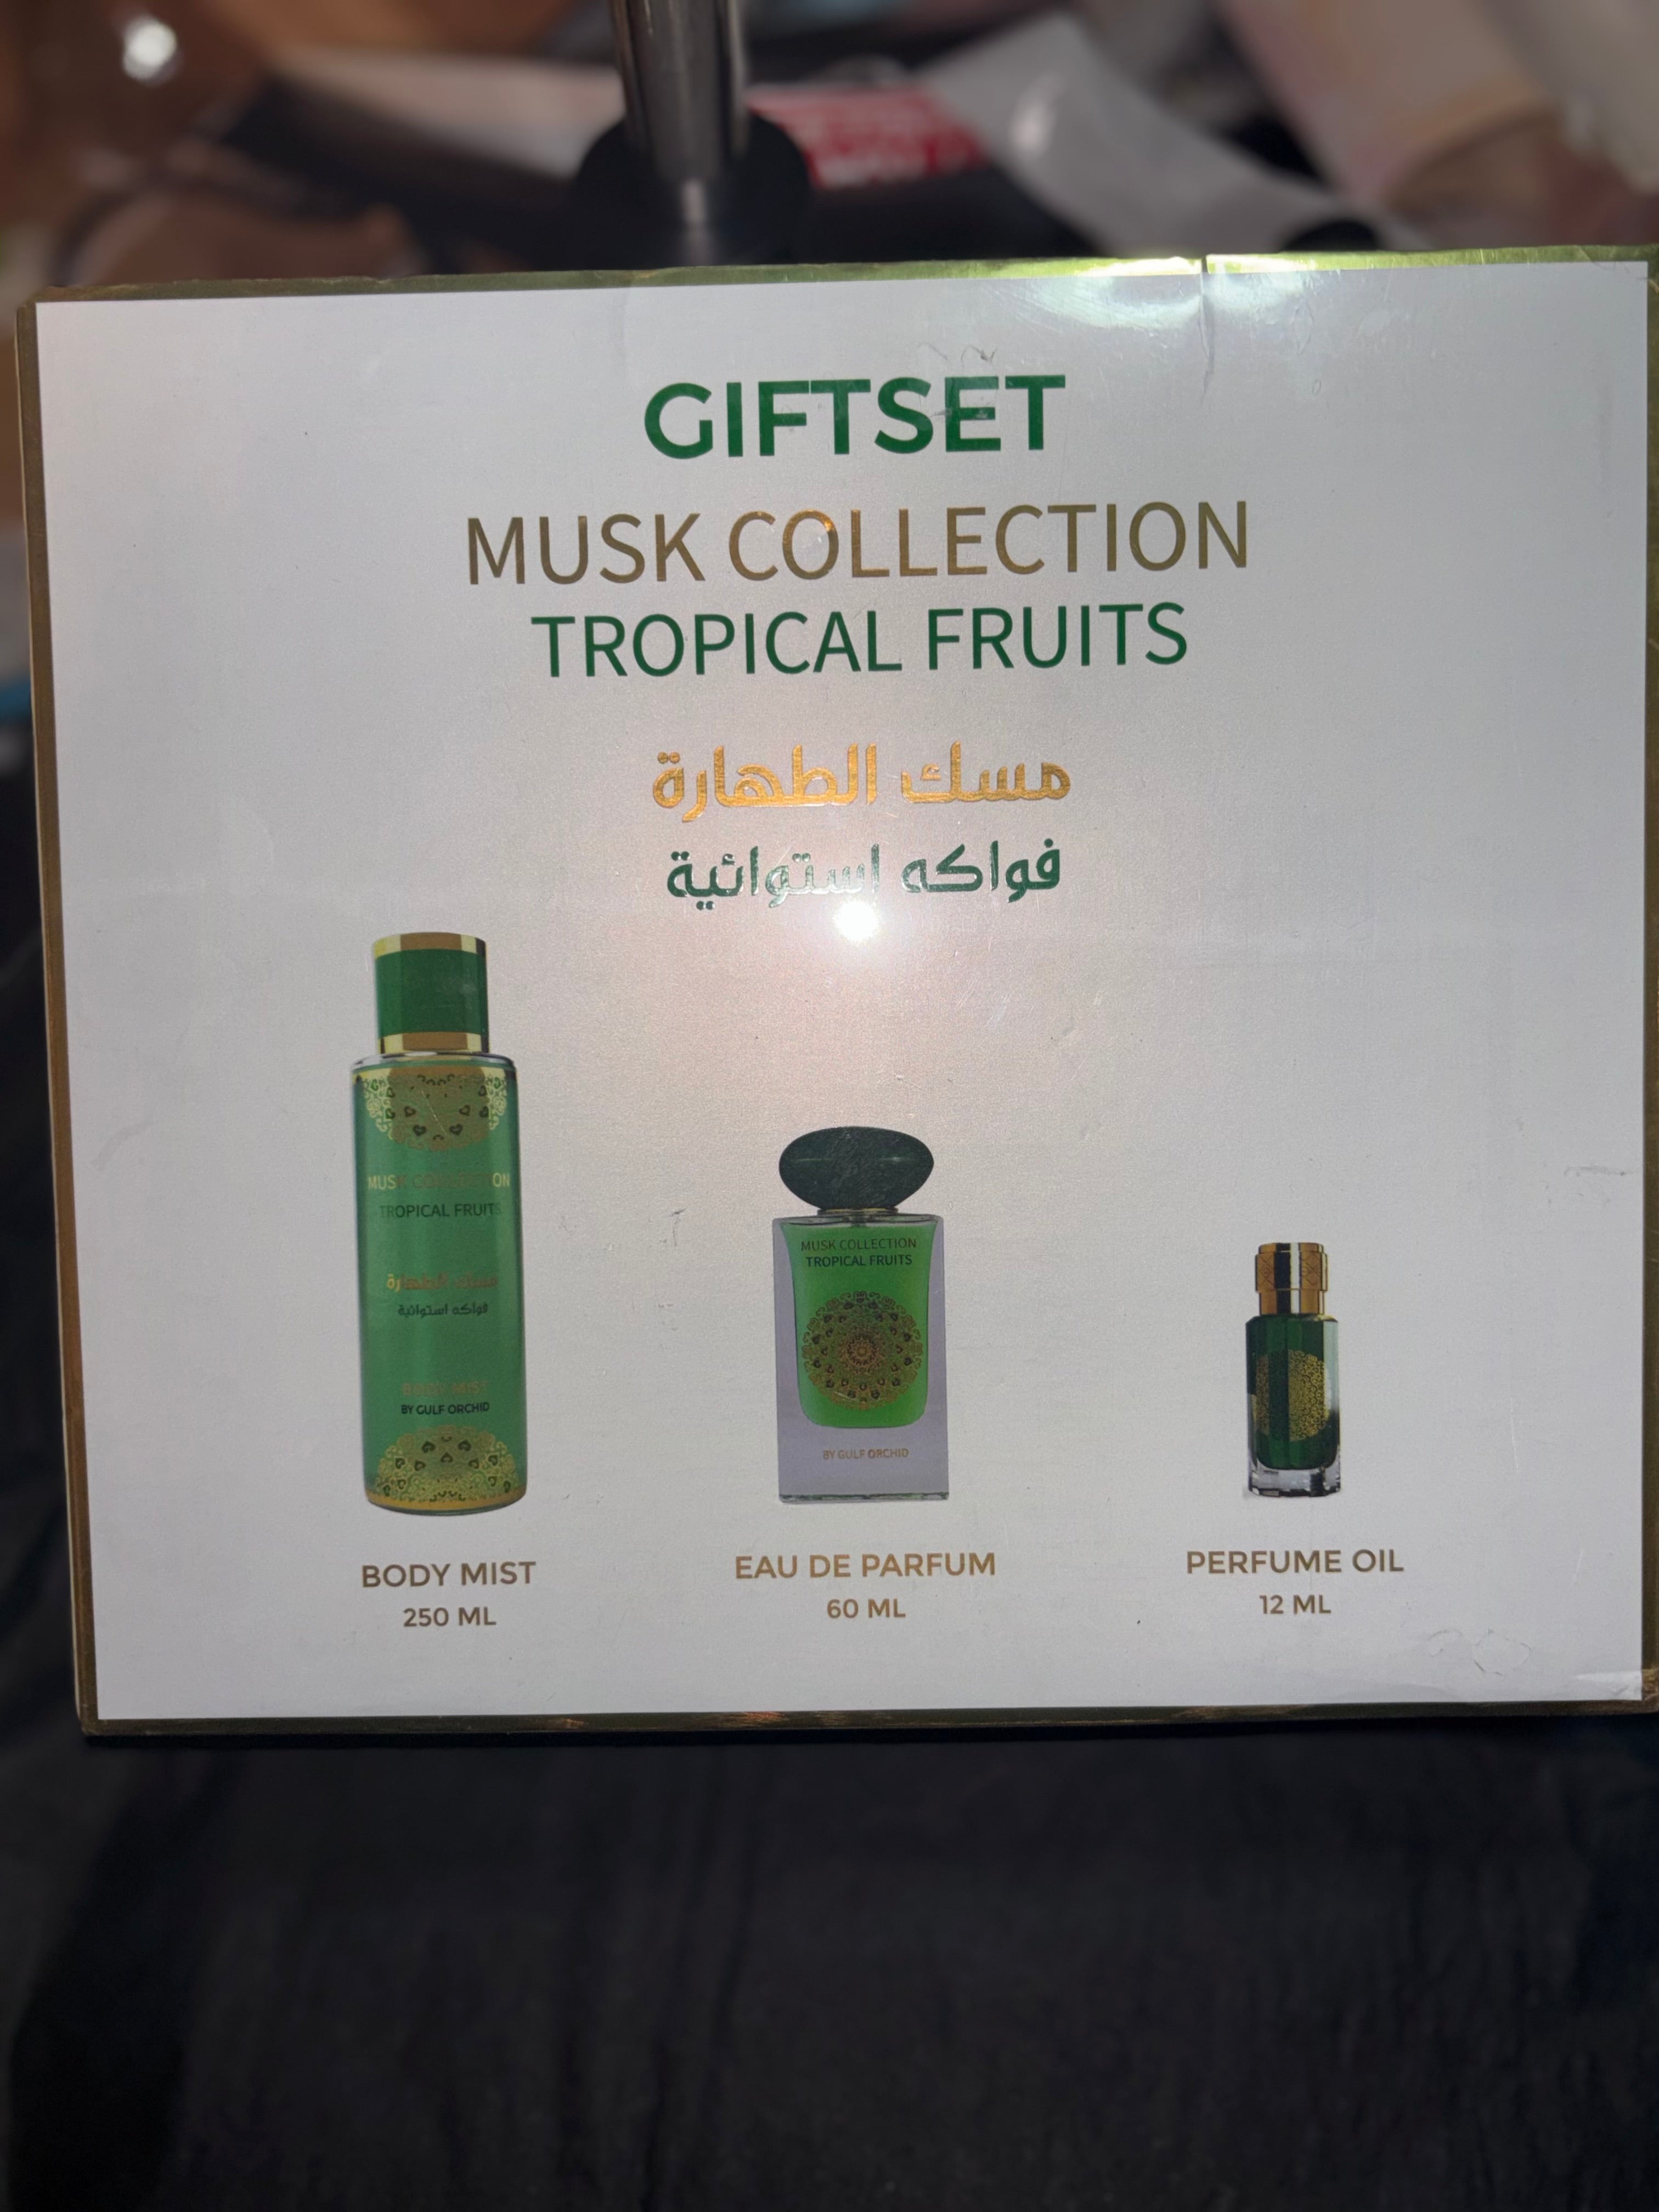 GIFTSET
MUSK COLLECTION
TROPICAL FRUITS
مسك الطهارة
فواكه استوائية
MUSK COLLECTION
TROPICAL FRUITS
مسك الطهارة
فواكه استوائية
BODY MIST
BY GULF ORCHID
MUSK COLLECTION
TROPICAL FRUITS
BY GULF ORCHID
BODY MIST
250 ML
EAU DE PARFUM
60 ML
PERFUME OIL
12 ML